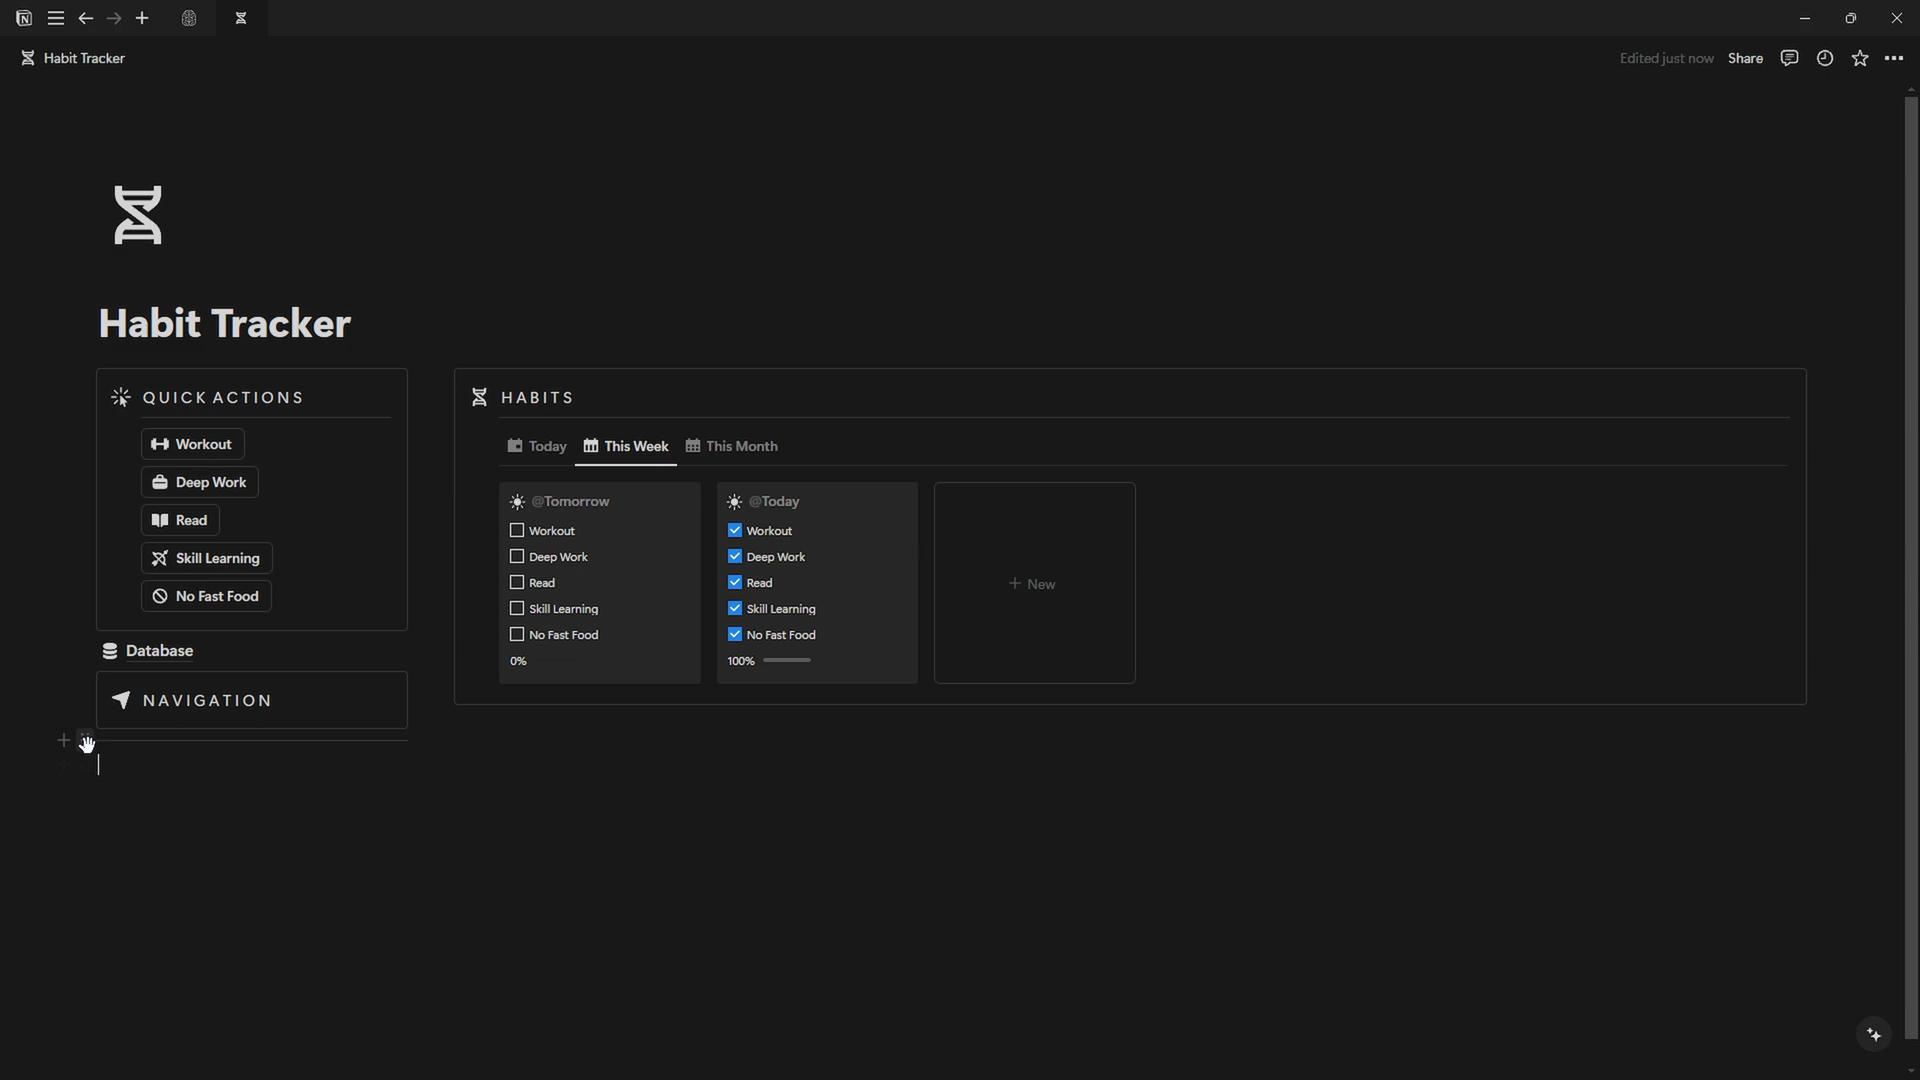 Habit Tracker
Edited just now
Share
Habit Tracker
QUICK ACTIONS
Workout
Deep Work
Read
Skill Learning
No Fast Food
Database
NAVIGATION
HABITS
Today
This Week
This Month
@Tomorrow
Workout
Deep Work
Read
Skill Learning
No Fast Food
0%
@Today
Workout
Deep Work
Read
Skill Learning
No Fast Food
100%
+ New